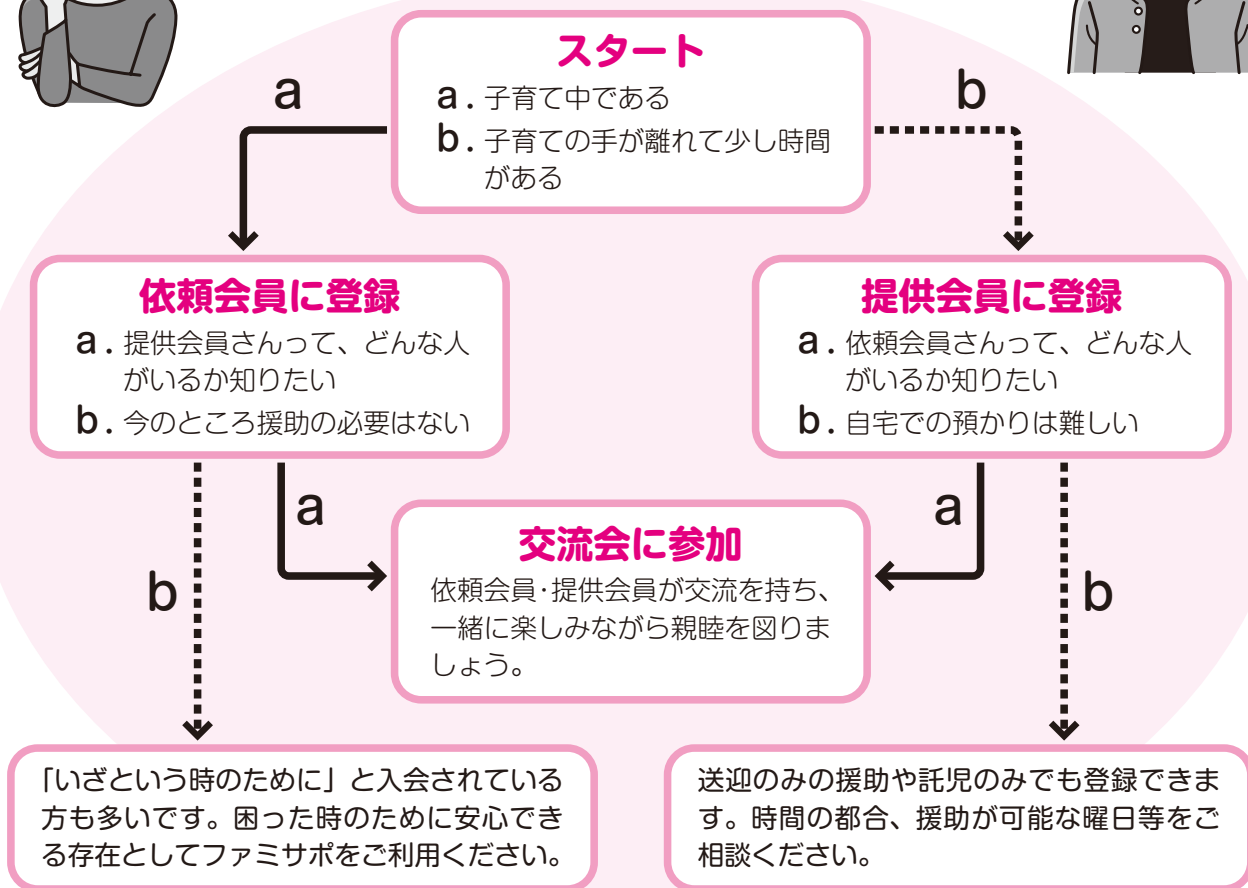 スタート
a. 子育て中である
b. 子育ての手が離れて少し時間
がある
a
b
依頼会員に登録
a. 提供会員さんって、どんな人
がいるか知りたい
b. 今のところ援助の必要はない
提供会員に登録
a. 依頼会員さんって、どんな人
がいるか知りたい
b. 自宅での預かりは難しい
a
b
a
b
交流会に参加
依頼会員・提供会員が交流を持ち、
一緒に楽しみながら親睦を図りま
しょう。
「いざという時のために」と入会されている
方も多いです。困った時のために安心でき
る存在としてファミサポをご利用ください。
送迎のみの援助や託児のみでも登録できま
す。時間の都合、援助が可能な曜日等をご
相談ください。